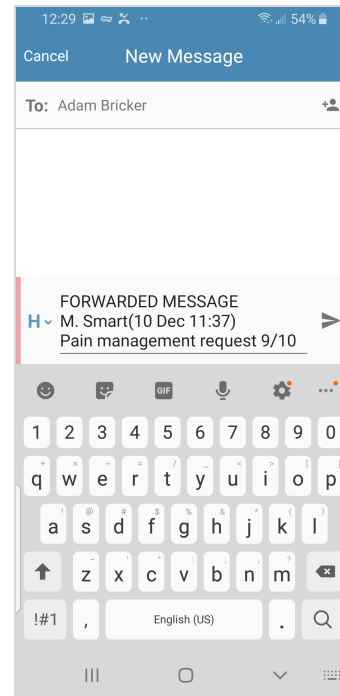 12:29
54%
Cancel New Message
To: Adam Bricker
FORWARDED MESSAGE
H M. Smart(10 Dec 11:37)
Pain management request 9/10
GIF
1 2 3 4 5 6 7 8 9 0
+ × ÷ = / _ < > [ ]
q w e r t y u i o p
! @ # $ % & * ( )
a s d f g h j k l
- ' " : ; , ?
z x c v b n m
!#1 , English (US) .